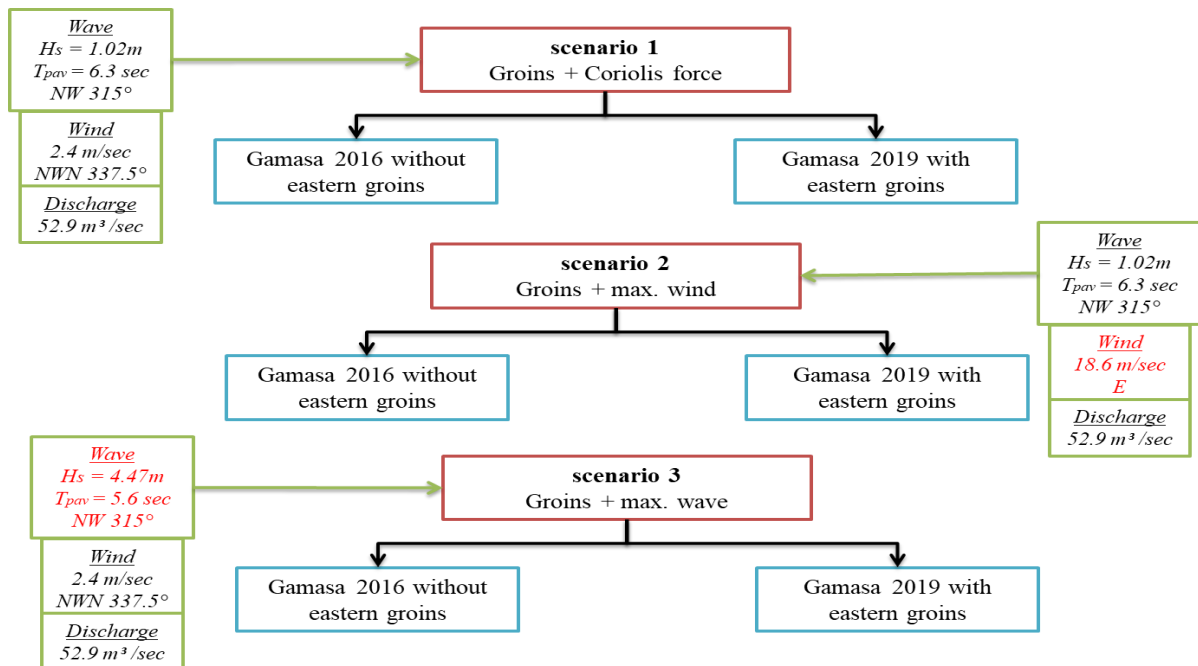 Wave
Hs = 1.02m
Tpav = 6.3 sec
NW 315°
Wind
2.4 m/sec
NWN 337.5°
Discharge
52.9 m³/sec
scenario 1
Groins + Coriolis force
Gamasa 2016 without
eastern groins
Gamasa 2019 with
eastern groins
scenario 2
Groins + max. wind
Gamasa 2016 without
eastern groins
Gamasa 2019 with
eastern groins
Wave
Hs = 1.02m
Tpav = 6.3 sec
NW 315°
Wind
18.6 m/sec
E
Discharge
52.9 m³/sec
Wave
Hs = 4.47m
Tpav = 5.6 sec
NW 315°
Wind
2.4 m/sec
NWN 337.5°
Discharge
52.9 m³/sec
scenario 3
Groins + max. wave
Gamasa 2016 without
eastern groins
Gamasa 2019 with
eastern groins